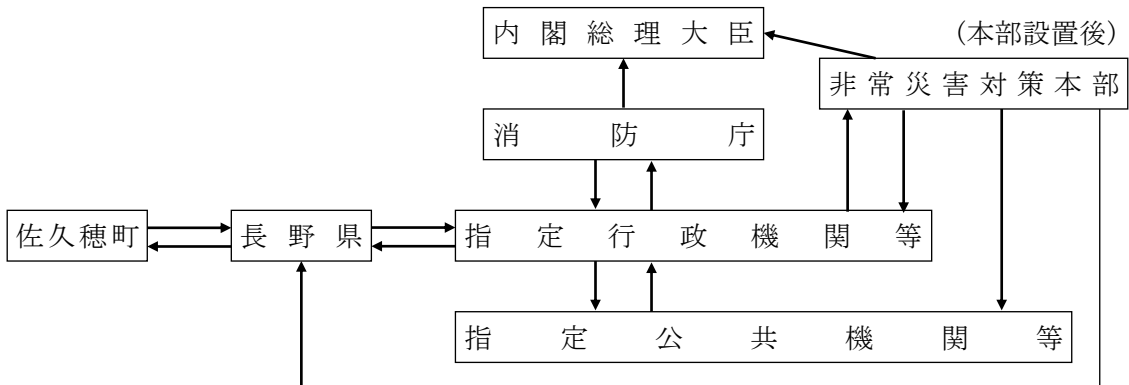 内閣総理大臣
(本部設置後)
非常災害対策本部
消防庁
佐久穂町
長野県
指定行政機関等
指定公共機関等